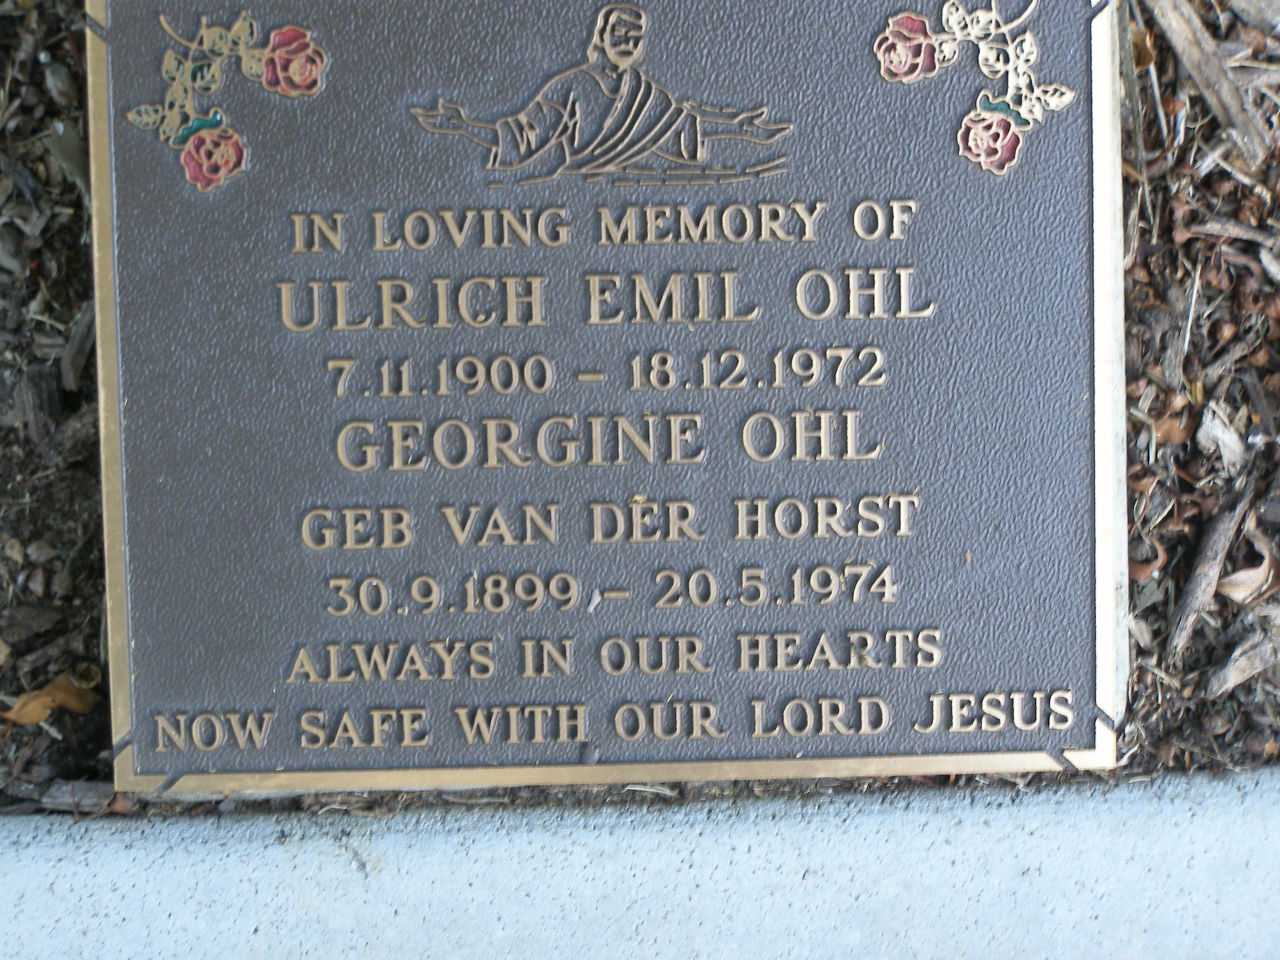 IN LOVING MEMORY OF
ULRICH EMIL OHL
7.11.1900 – 18.12.1972
GEORGINE OHL
GEB VAN DER HORST
30.9.1899 – 20.5.1974
ALWAYS IN OUR HEARTS
NOW SAFE WITH OUR LORD JESUS